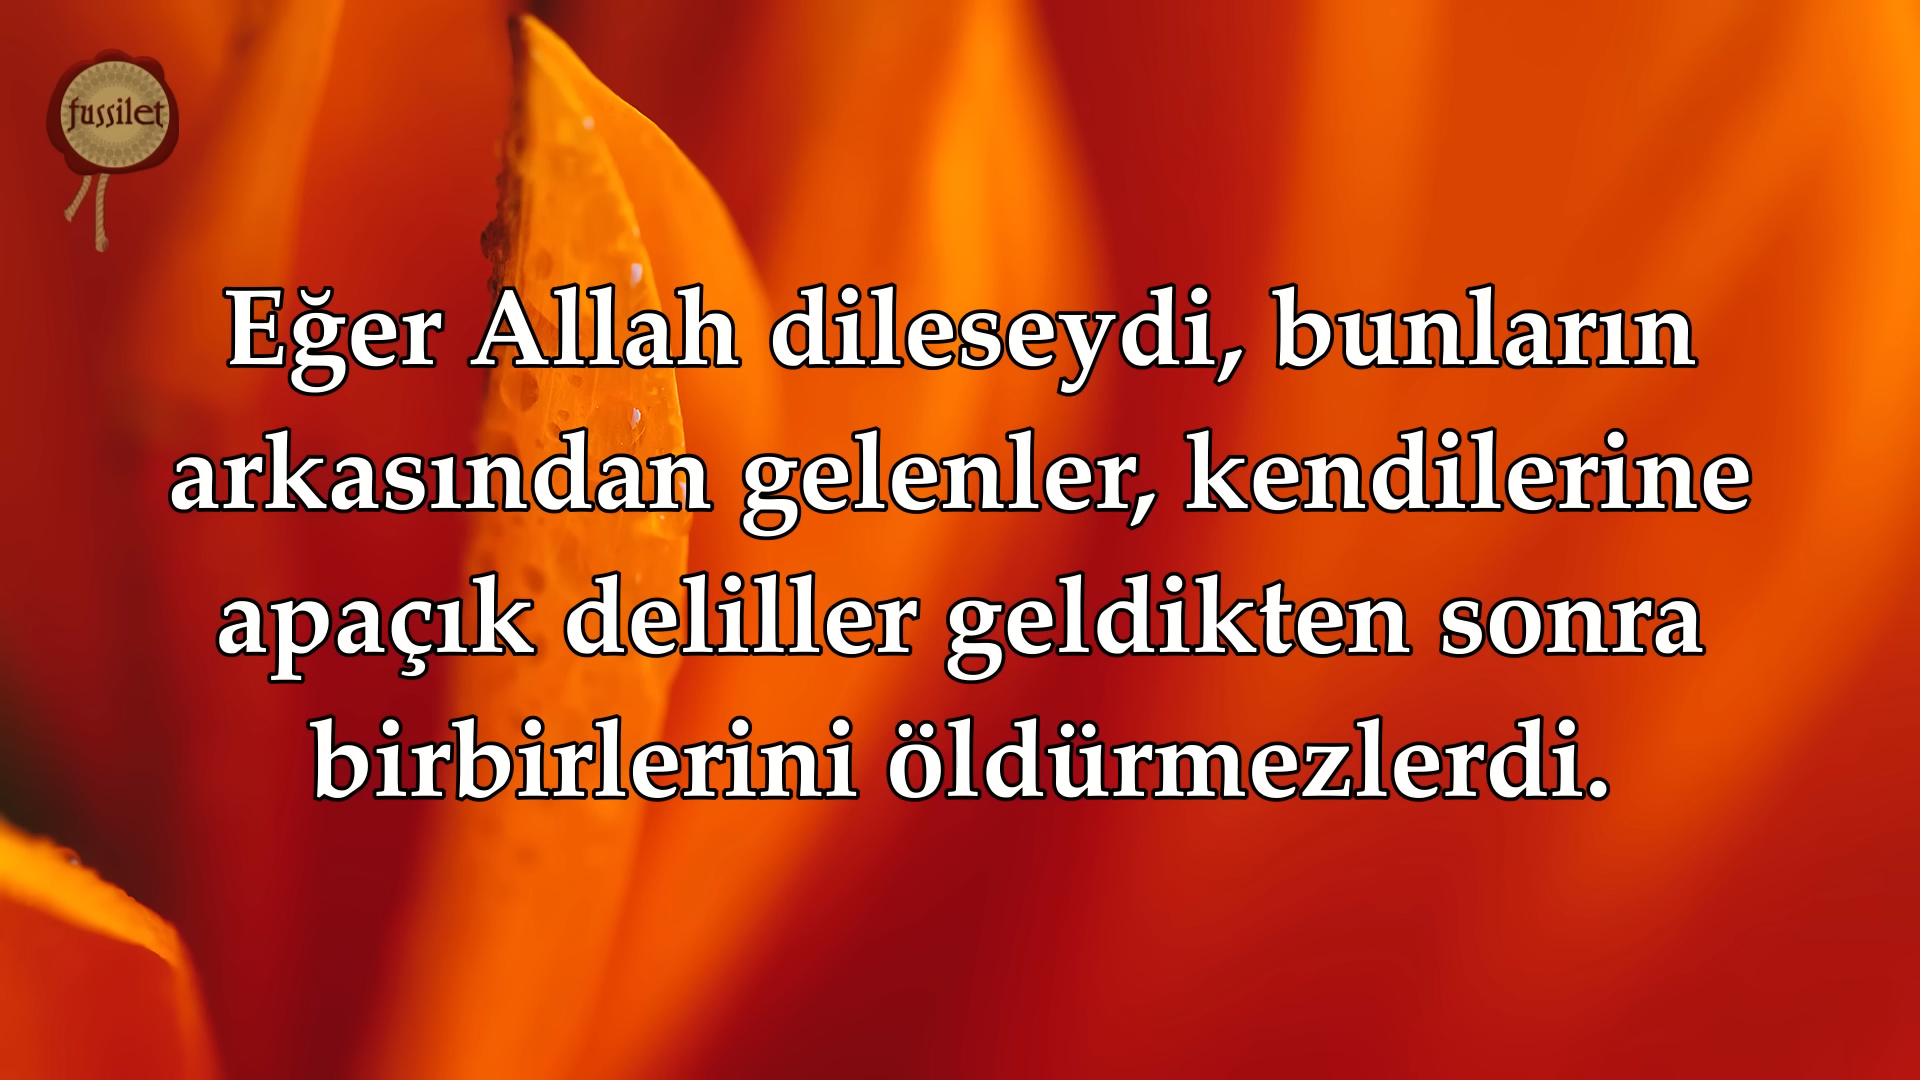 fussilet
Eğer Allah dileseydi, bunların
arkasından gelenler, kendilerine
apaçık deliller geldikten sonra
birbirlerini öldürmezlerdi.